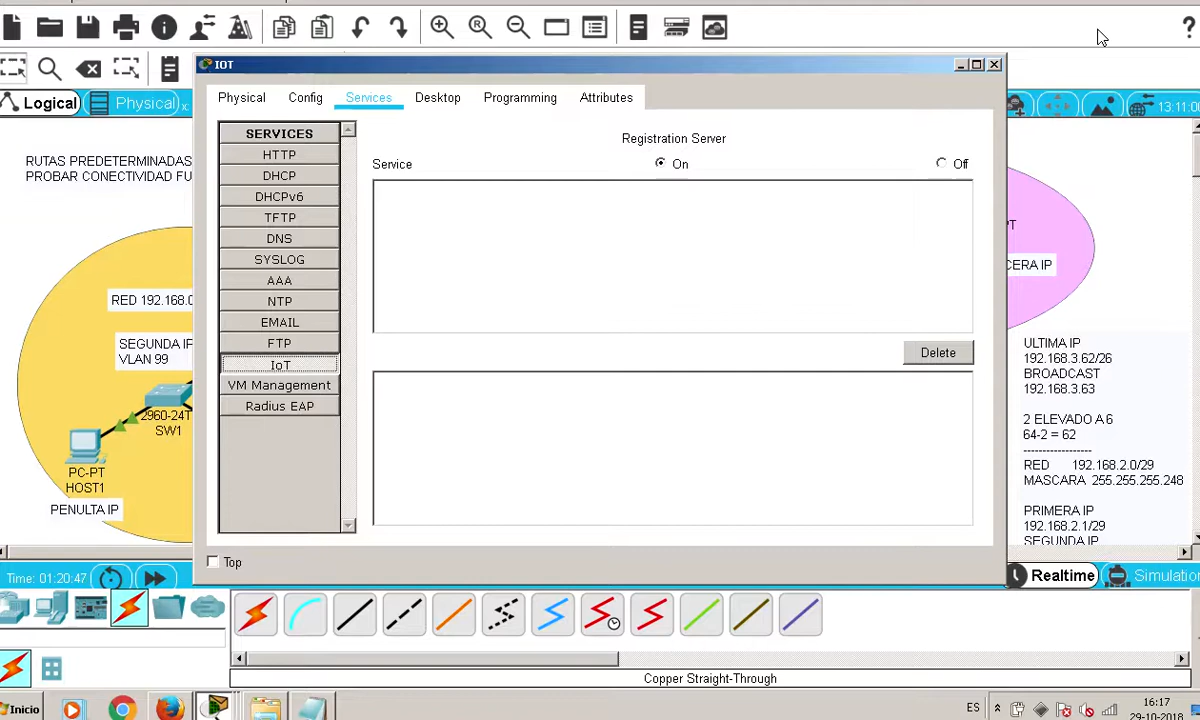 IOT
Physical Config Services Desktop Programming Attributes
Logical
Physical
x:
13:11:0
RUTAS PREDETERMINADAS
PROBAR CONECTIVIDAD FU
SERVICES
HTTP
DHCP
DHCPv6
TFTP
DNS
SYSLOG
AAA
NTP
EMAIL
FTP
IoT
VM Management
Radius EAP
Registration Server
Service On Off
Delete
Top
RED 192.168.0
SEGUNDA IP
VLAN 99
2960-24T
SW1
PC-PT
HOST1
PENULTA IP
PT
CERA IP
ULTIMA IP
192.168.3.62/26
BROADCAST
192.168.3.63
2 ELEVADO A 6
64-2 = 62
------------------
RED 192.168.2.0/29
MASCARA 255.255.255.248
PRIMERA IP
192.168.2.1/29
SEGUNDA IP
Time: 01:20:47
Realtime
Simulation
Copper Straight-Through
Inicio
ES
16:17
29-10-2018